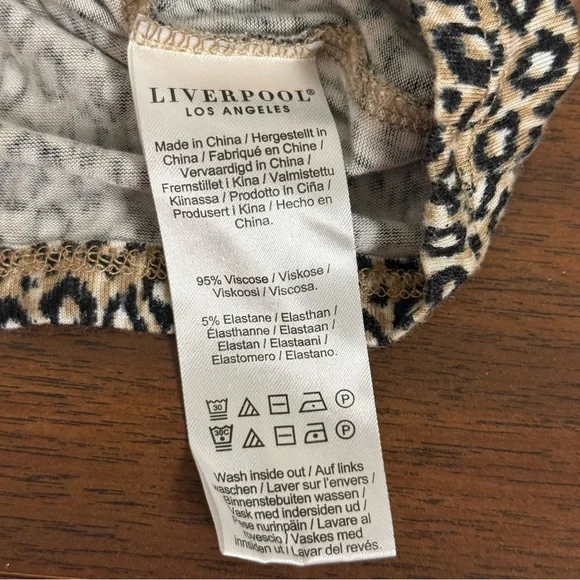 LIVERPOOL®
LOS ANGELES
Made in China / Hergestellt in
China / Fabriqué en Chine /
Vervaardigd in China /
Fremstillet i Kina / Valmistettu
Kiinassa / Prodotto in Ciña /
Produsert i Kina / Hecho en
China.
95% Viscose / Viskose /
Viskoosi / Viscosa.
5% Elastane / Elasthan /
Élasthanne / Elastaan /
Elastan / Elastaani /
Elastomero / Elastano.
30 P
30C P
Wash inside out / Auf links
waschen / Laver sur l'envers /
Binnenstebuiten wassen /
Vask med indersiden ud /
Pese nurinpäin / Lavare al
rovescio / Vaskes med
innsiden ut / Lavar del revés.